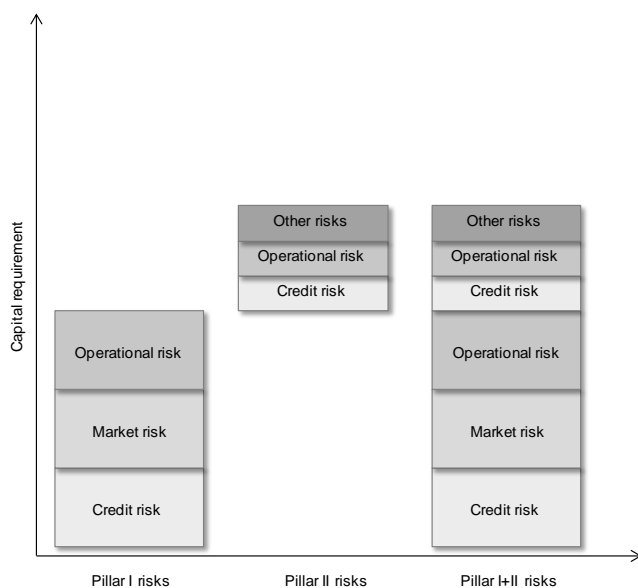 Capital requirement
Other risks
Operational risk
Credit risk
Other risks
Operational risk
Credit risk
Operational risk
Market risk
Credit risk
Operational risk
Market risk
Credit risk
Pillar I risks
Pillar II risks
Pillar I+II risks